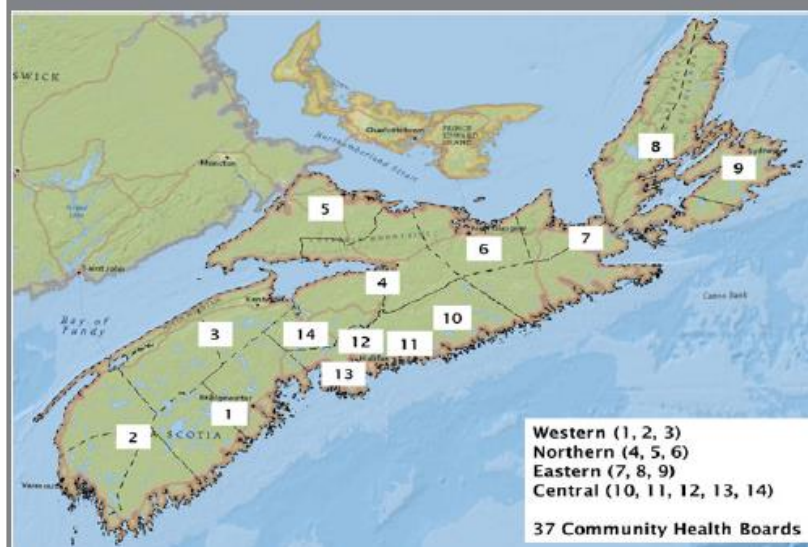 SWICK
Charlottetown
PRINCE
EDWARD
ISLAND
Northumberland Strait
Moncton
8
Sydney
9
5
6
7
Saint John
4
Bay of
Fundy
3
14
12
10
11
Halifax
13
Canso Bank
Bridgewater
1
2
SCOTIA
Yarmouth
Western (1, 2, 3)
Northern (4, 5, 6)
Eastern (7, 8, 9)
Central (10, 11, 12, 13, 14)
37 Community Health Boards